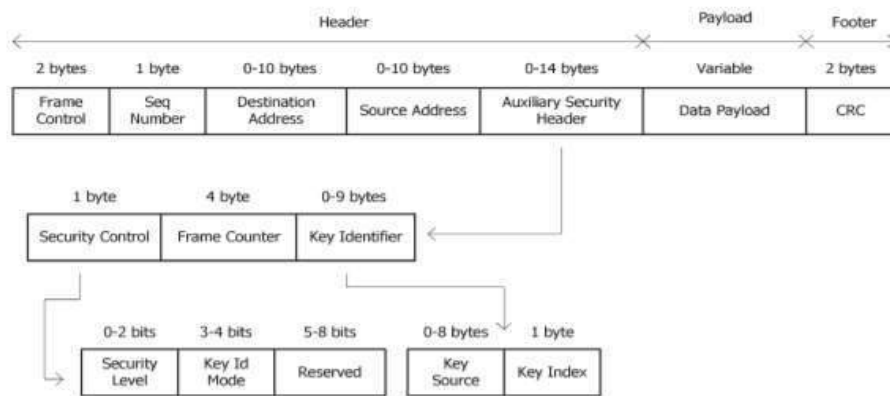 Header Payload Footer
2 bytes 1 byte 0-10 bytes 0-10 bytes 0-14 bytes Variable 2 bytes
Frame Control
Seq Number
Destination Address
Source Address
Auxiliary Security Header
Data Payload
CRC
1 byte 4 byte 0-9 bytes
Security Control Frame Counter Key Identifier
0-2 bits 3-4 bits 5-8 bits 0-8 bytes 1 byte
Security Level
Key Id Mode
Reserved
Key Source
Key Index